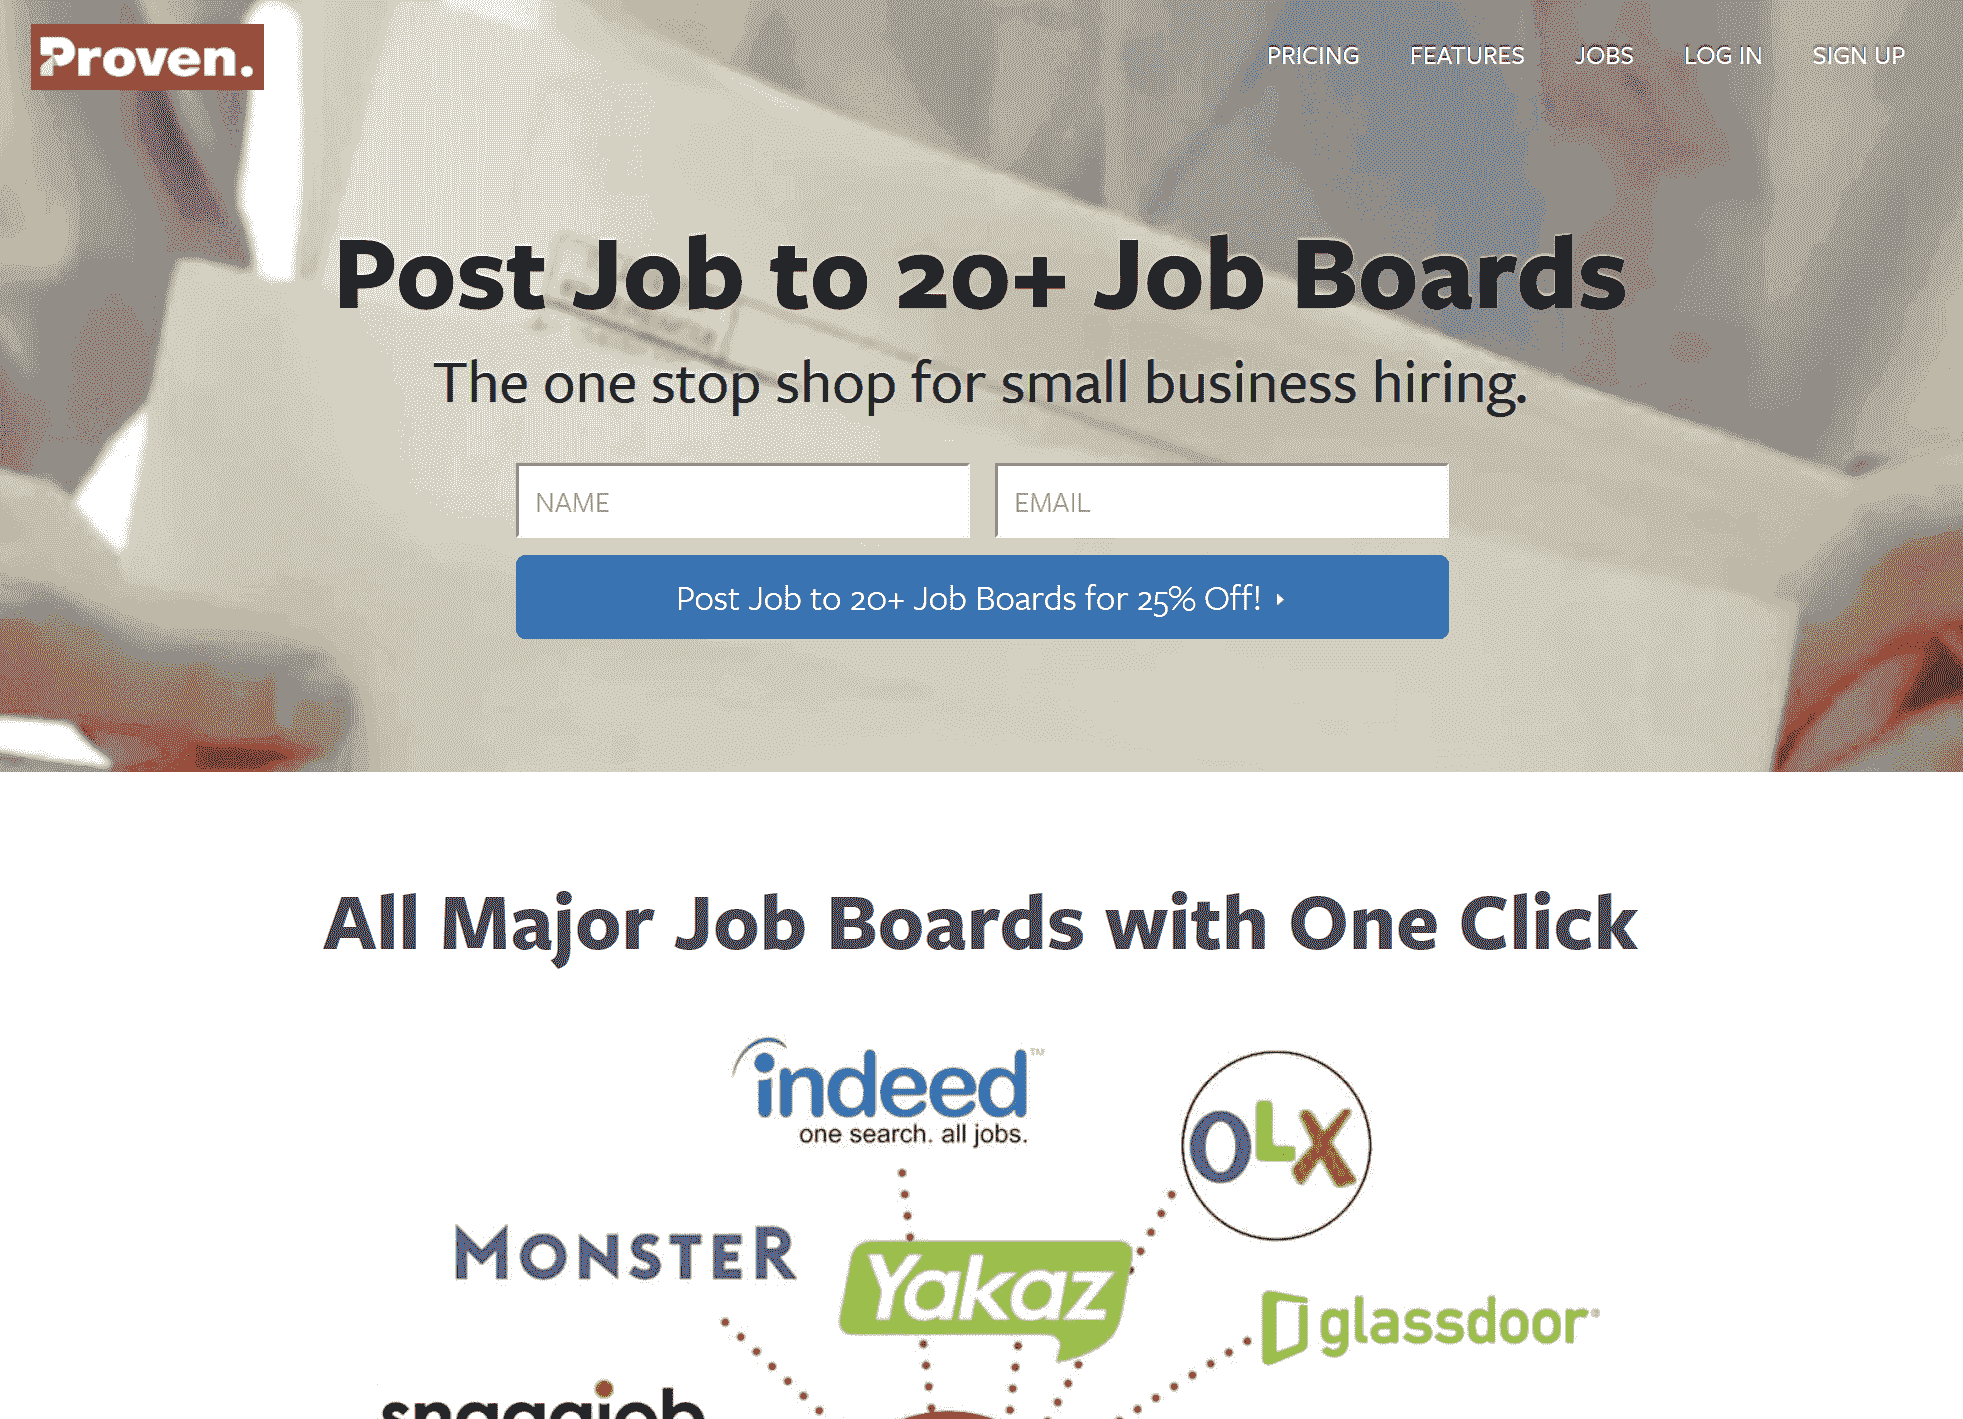 Proven.
PRICING FEATURES JOBS LOG IN SIGN UP
Post Job to 20+ Job Boards
The one stop shop for small business hiring.
NAME EMAIL
Post Job to 20+ Job Boards for 25% Off!
All Major Job Boards with One Click
indeed™
one search. all jobs.
OLX
MONSTER
Yakaz
glassdoor®
snagajob